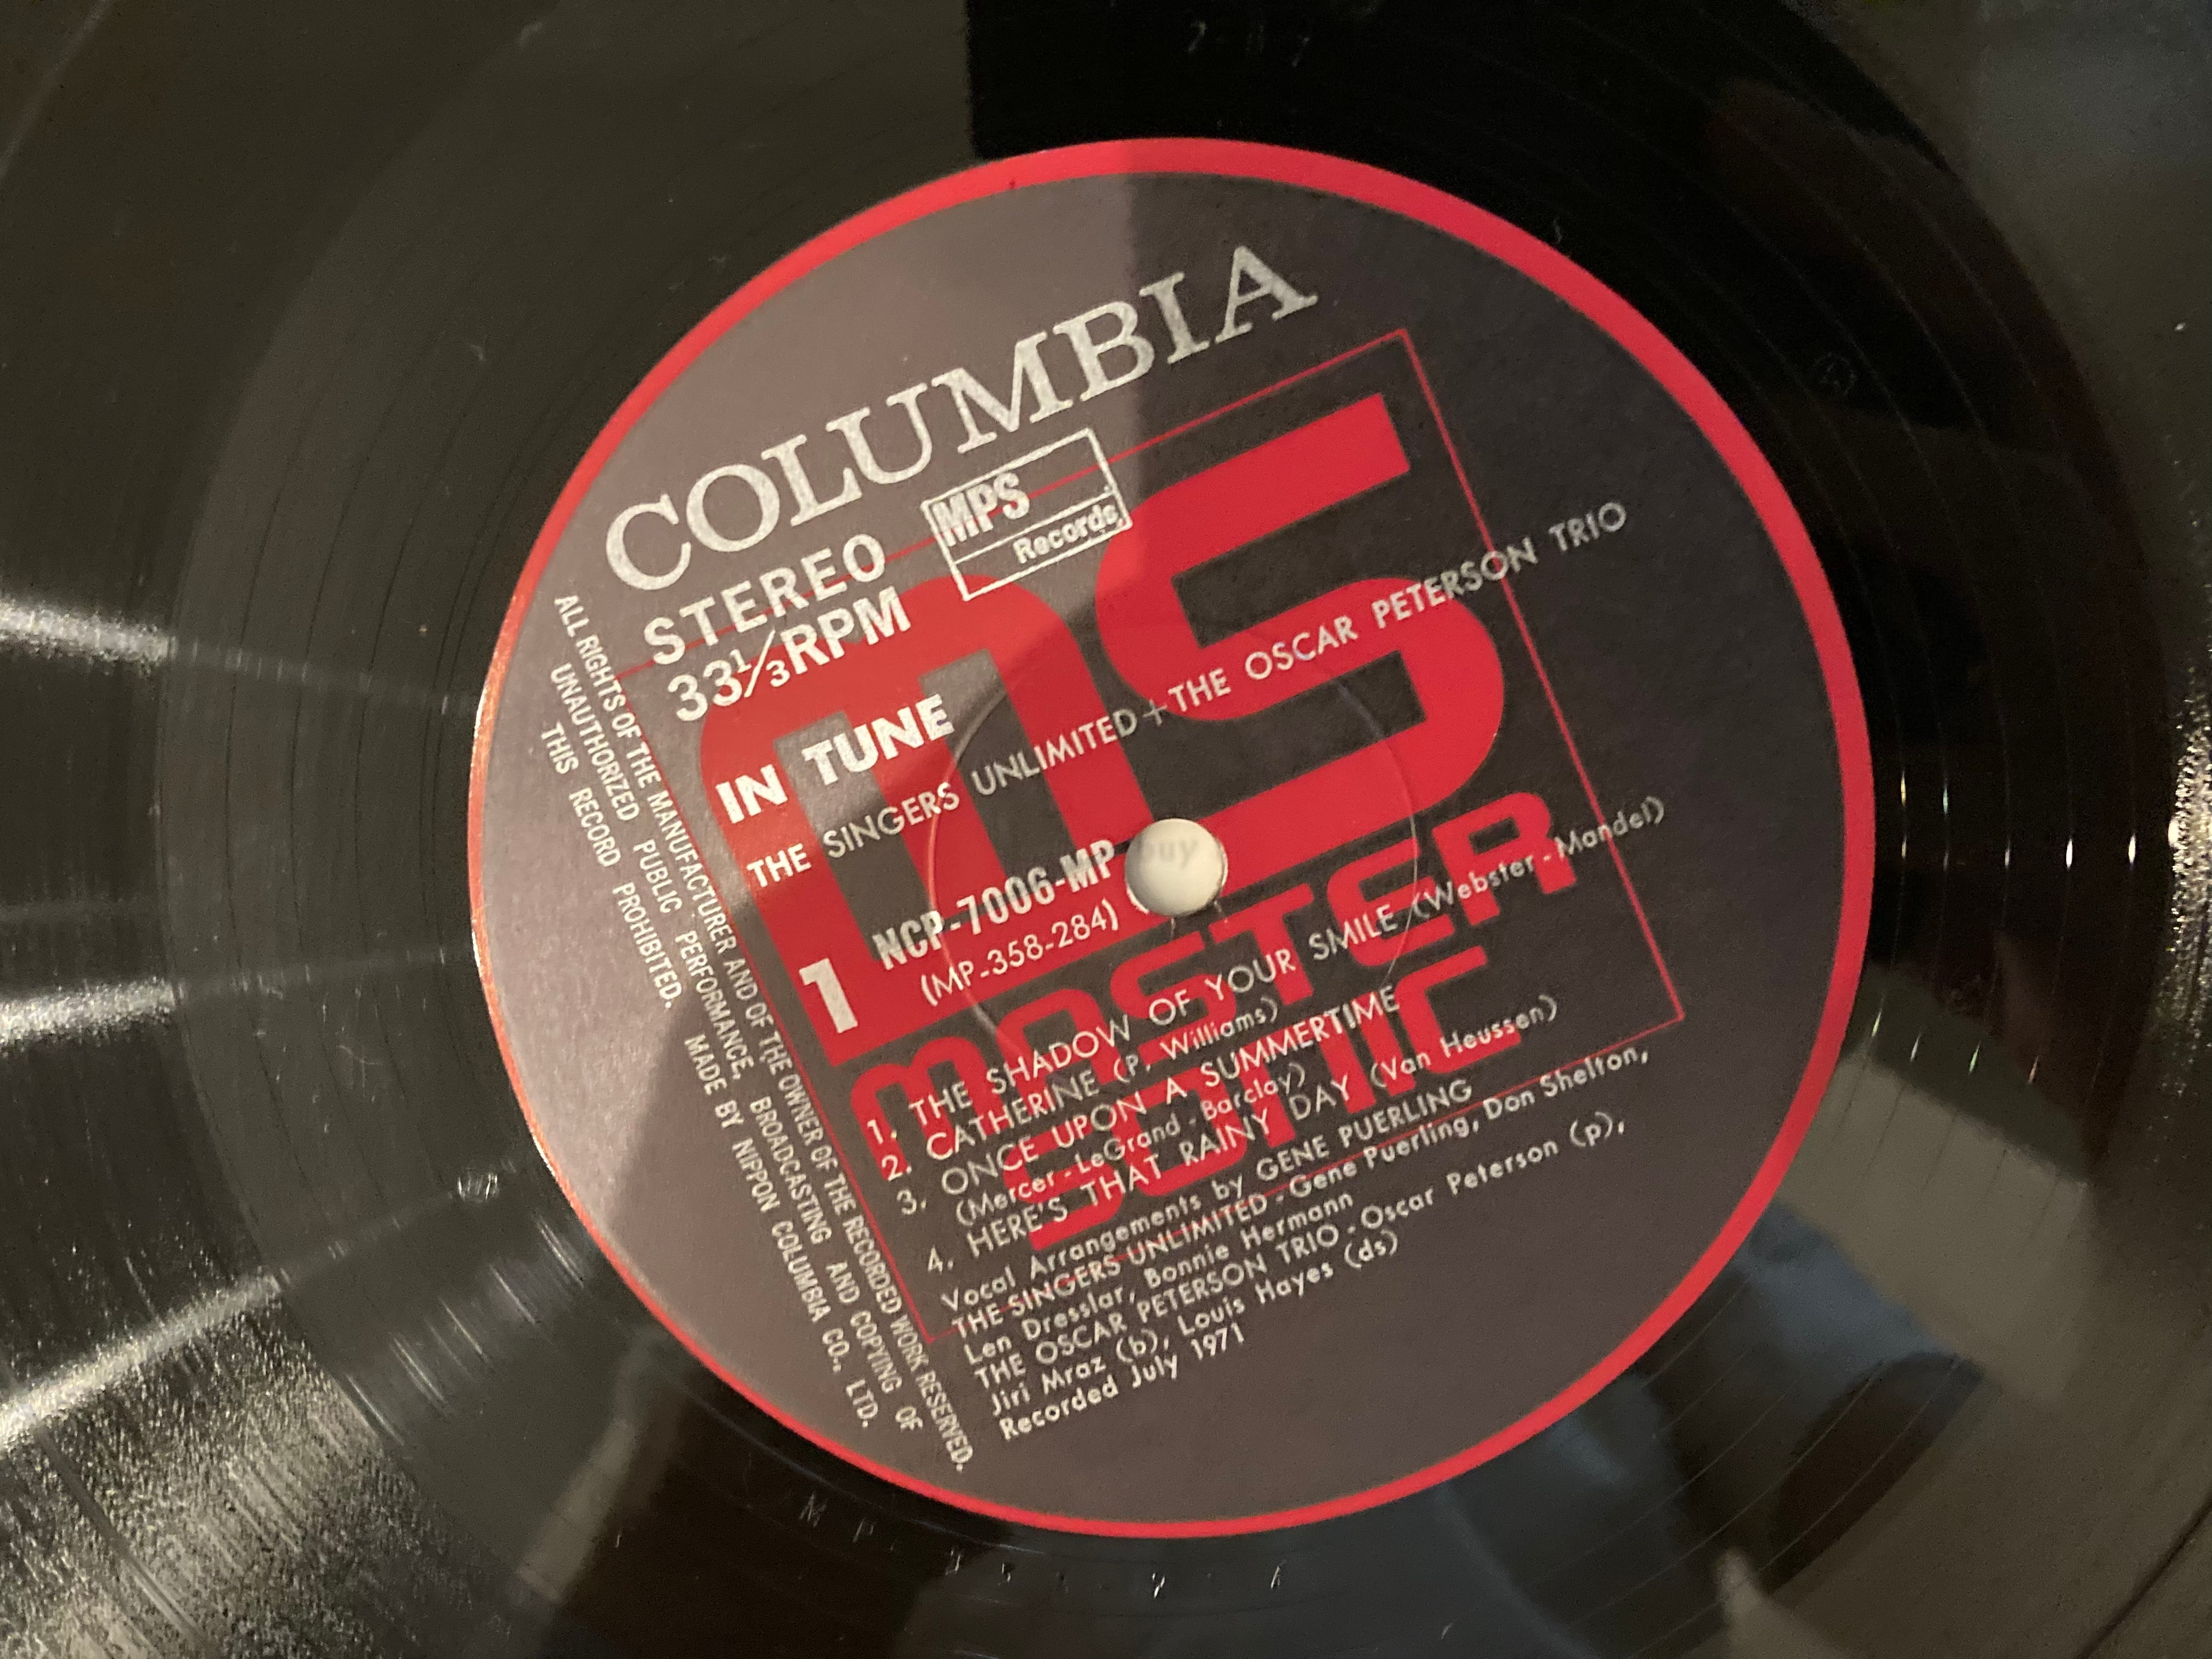 COLUMBIA
MPS
Records
STEREO
33 1/3 RPM
IN TUNE
THE SINGERS UNLIMITED+THE OSCAR PETERSON TRIO
1
NCP-7006-MP
(MP-358-284)
ms
MASTER
SONIC
1. THE SHADOW OF YOUR SMILE (Webster-Mandel)
2. CATHERINE (P. Williams)
3. ONCE UPON A SUMMERTIME
(Mercer-LeGrand-Barclay)
4. HERE'S THAT RAINY DAY (Van Heussen)
Vocal Arrangements by GENE PUERLING
THE SINGERS UNLIMITED-Gene Puerling, Don Shelton,
Len Dresslar, Bonnie Hermann
THE OSCAR PETERSON TRIO-Oscar Peterson (p),
Jiri Mraz (b), Louis Hayes (ds)
Recorded July 1971
ALL RIGHTS OF THE MANUFACTURER AND OF THE OWNER OF THE RECORDED WORK RESERVED.
UNAUTHORIZED PUBLIC PERFORMANCE, BROADCASTING AND COPYING OF
THIS RECORD PROHIBITED. MADE BY NIPPON COLUMBIA CO., LTD.